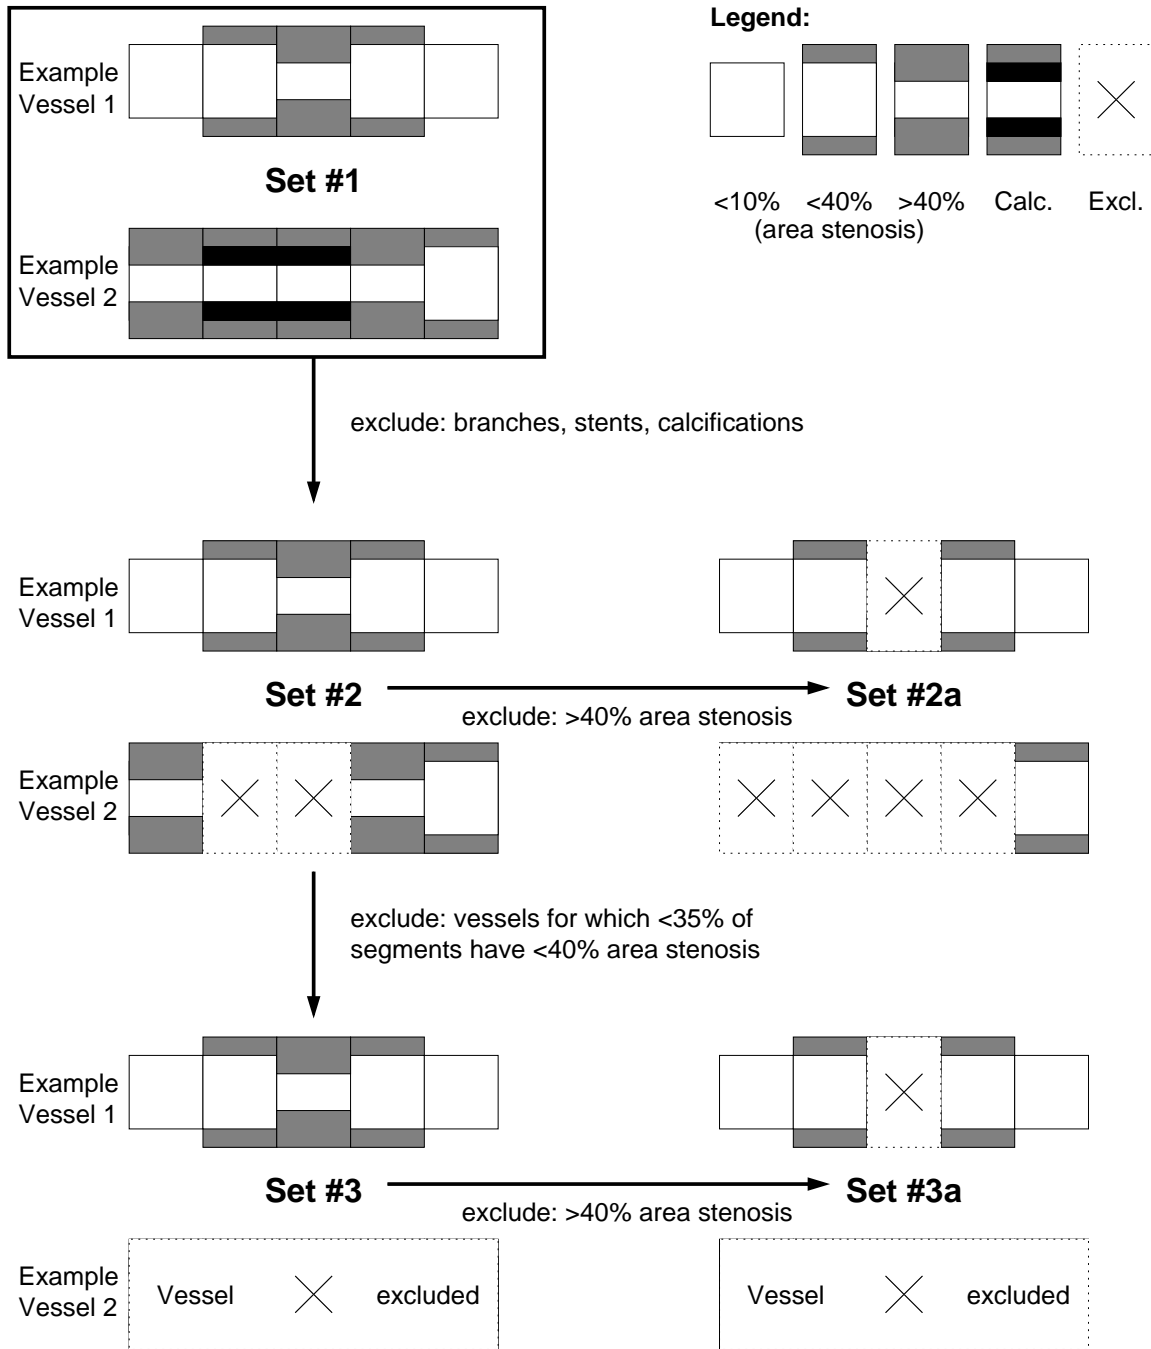 Legend:
Example
Vessel 1
Set #1
<10% <40% >40% Calc. Excl.
(area stenosis)
Example
Vessel 2
exclude: branches, stents, calcifications
Example
Vessel 1
Set #2
exclude: >40% area stenosis
Set #2a
Example
Vessel 2
exclude: vessels for which <35% of
segments have <40% area stenosis
Example
Vessel 1
Set #3
exclude: >40% area stenosis
Set #3a
Example
Vessel 2
Vessel excluded
Vessel excluded